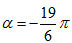 α = −19/6 π